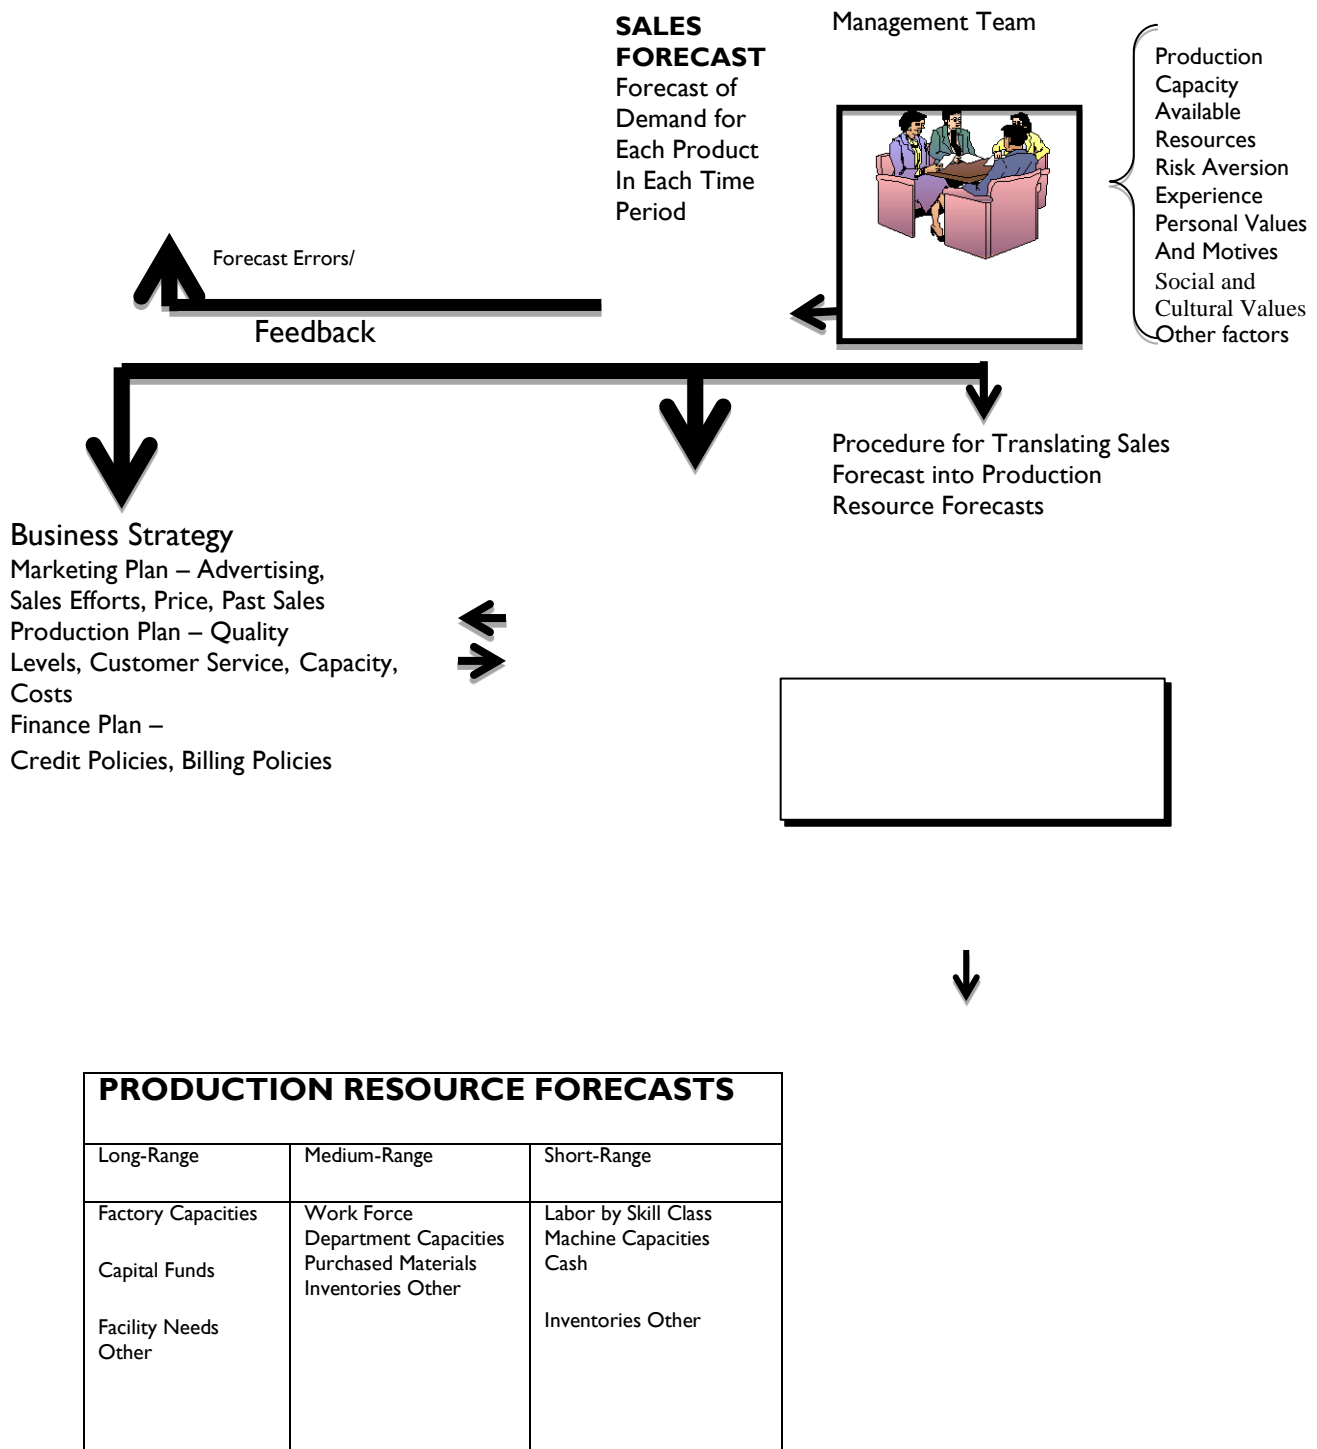 SALES
FORECAST
Forecast of
Demand for
Each Product
In Each Time
Period
Management Team
Production
Capacity
Available
Resources
Risk Aversion
Experience
Personal Values
And Motives
Social and
Cultural Values
Other factors
Forecast Errors/
Feedback
Procedure for Translating Sales
Forecast into Production
Resource Forecasts
Business Strategy
Marketing Plan – Advertising,
Sales Efforts, Price, Past Sales
Production Plan – Quality
Levels, Customer Service, Capacity,
Costs
Finance Plan –
Credit Policies, Billing Policies
PRODUCTION RESOURCE FORECASTS
Long-Range
Medium-Range
Short-Range
Factory Capacities
Capital Funds
Facility Needs
Other
Work Force
Department Capacities
Purchased Materials
Inventories Other
Labor by Skill Class
Machine Capacities
Cash
Inventories Other